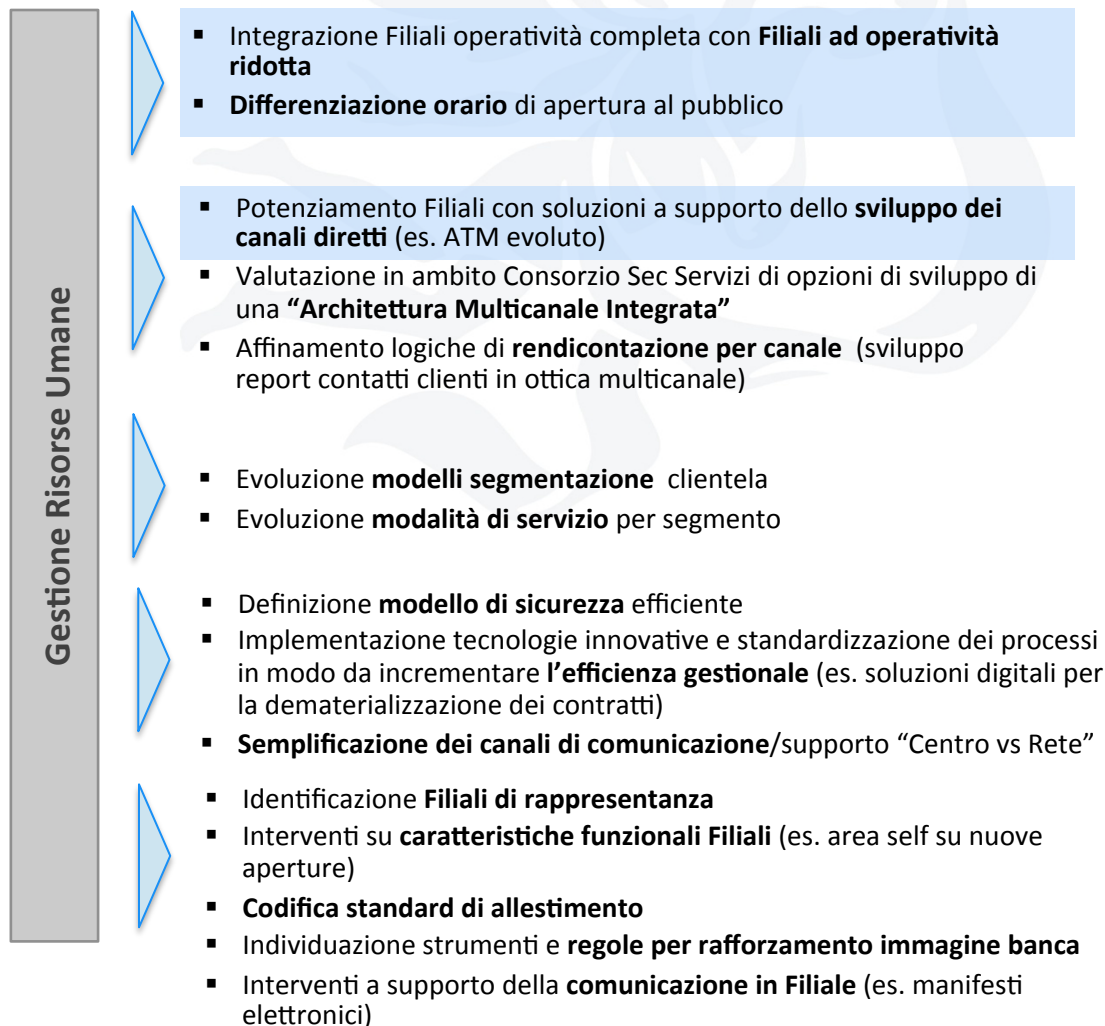 Gestione Risorse Umane
▪ Integrazione Filiali operatività completa con Filiali ad operatività
ridotta
▪ Differenziazione orario di apertura al pubblico
▪ Potenziamento Filiali con soluzioni a supporto dello sviluppo dei
canali diretti (es. ATM evoluto)
▪ Valutazione in ambito Consorzio Sec Servizi di opzioni di sviluppo di
una “Architettura Multicanale Integrata”
▪ Affinamento logiche di rendicontazione per canale (sviluppo
report contatti clienti in ottica multicanale)
▪ Evoluzione modelli segmentazione clientela
▪ Evoluzione modalità di servizio per segmento
▪ Definizione modello di sicurezza efficiente
▪ Implementazione tecnologie innovative e standardizzazione dei processi
in modo da incrementare l’efficienza gestionale (es. soluzioni digitali per
la dematerializzazione dei contratti)
▪ Semplificazione dei canali di comunicazione/supporto “Centro vs Rete”
▪ Identificazione Filiali di rappresentanza
▪ Interventi su caratteristiche funzionali Filiali (es. area self su nuove
aperture)
▪ Codifica standard di allestimento
▪ Individuazione strumenti e regole per rafforzamento immagine banca
▪ Interventi a supporto della comunicazione in Filiale (es. manifesti
elettronici)